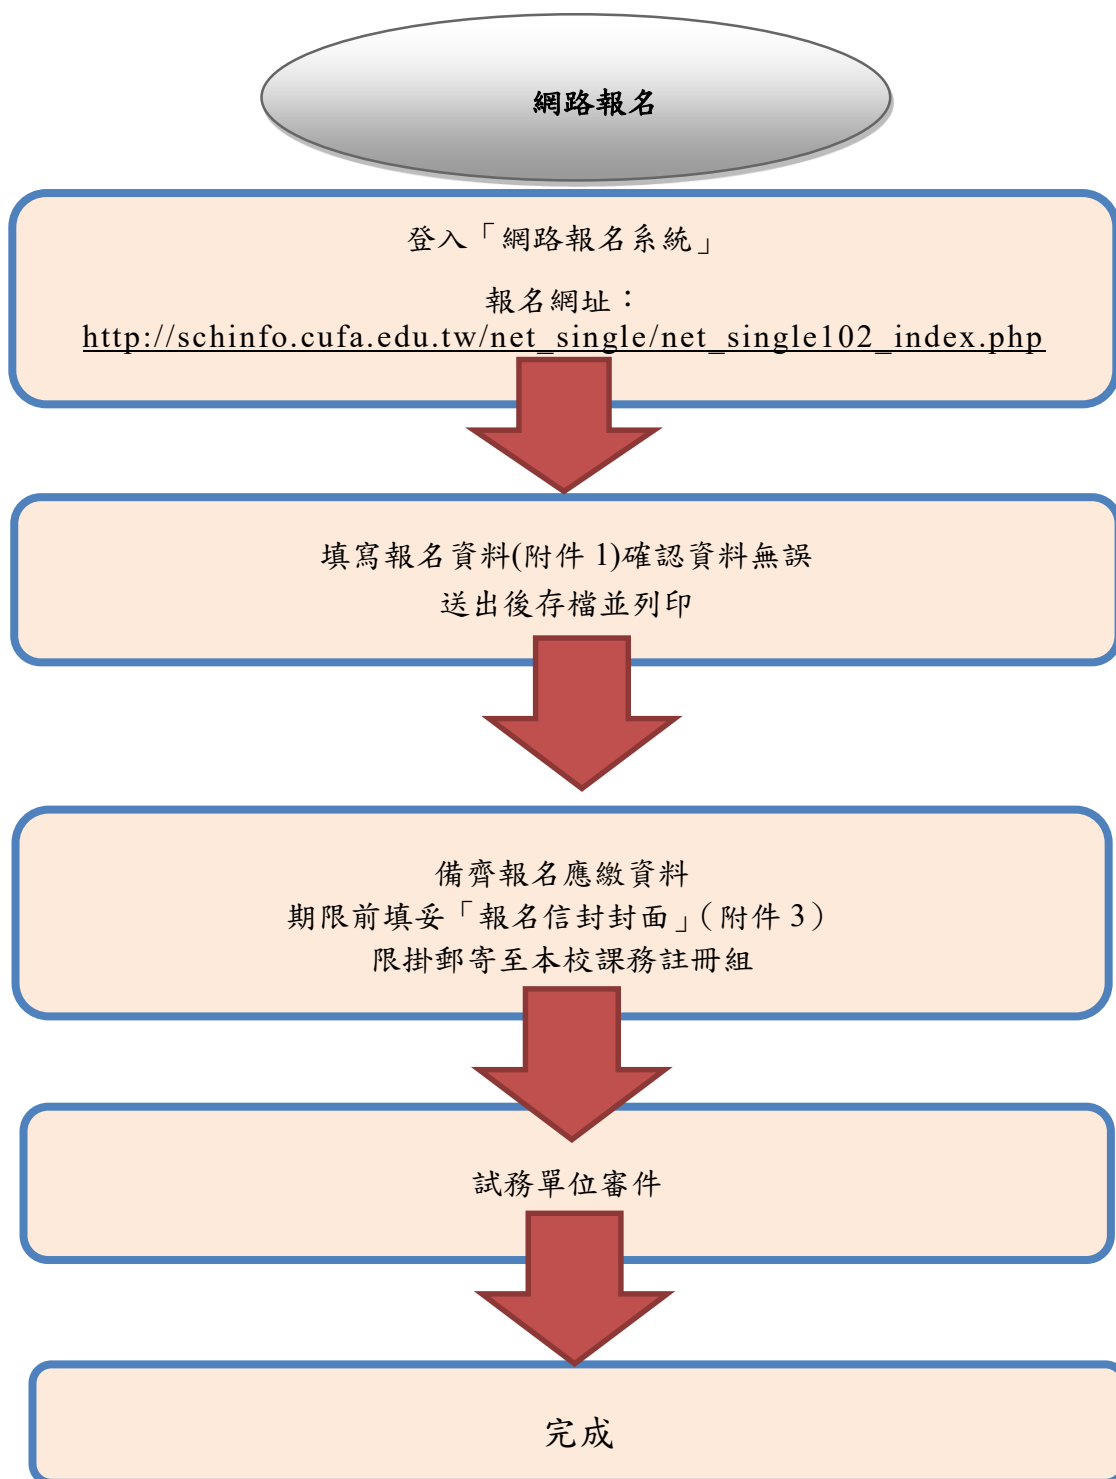 網路報名
登入「網路報名系統」
報名網址：
http://schinfo.cufa.edu.tw/net_single/net_single102_index.php
填寫報名資料(附件 1)確認資料無誤
送出後存檔並列印
備齊報名應繳資料
期限前填妥「報名信封封面」（附件 3）
限掛郵寄至本校課務註冊組
試務單位審件
完成